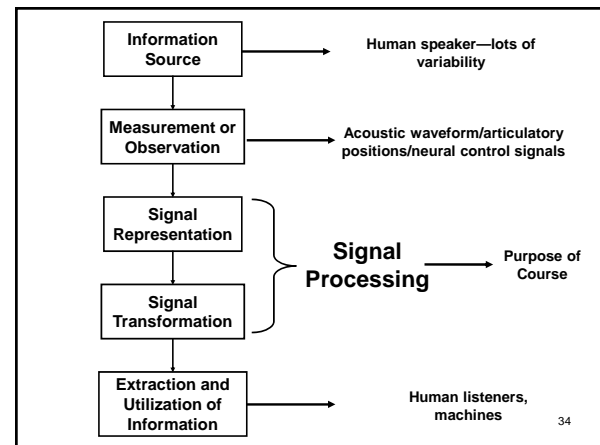 Information
Source
Human speaker—lots of
variability
Measurement or
Observation
Acoustic waveform/articulatory
positions/neural control signals
Signal
Representation
Signal
Processing
Purpose of
Course
Signal
Transformation
Extraction and
Utilization of
Information
Human listeners,
machines
34